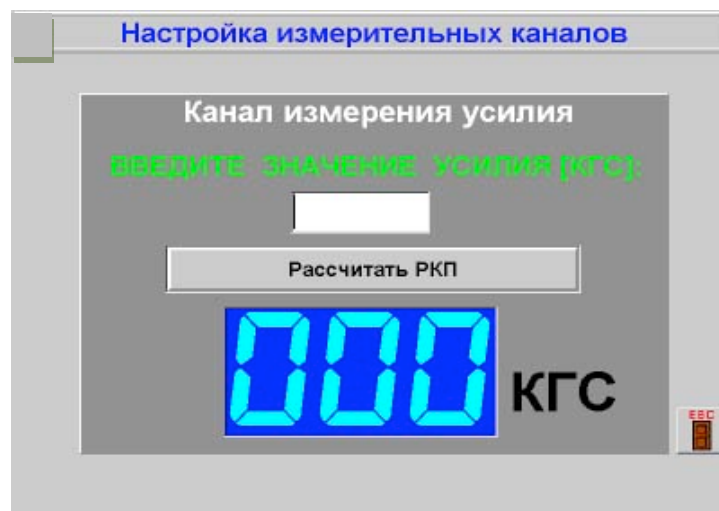 Настройка измерительных каналов
Канал измерения усилия
ВВЕДИТЕ ЗНАЧЕНИЕ УСИЛИЯ [КГС]:
Рассчитать РКП
000
КГС
ESC